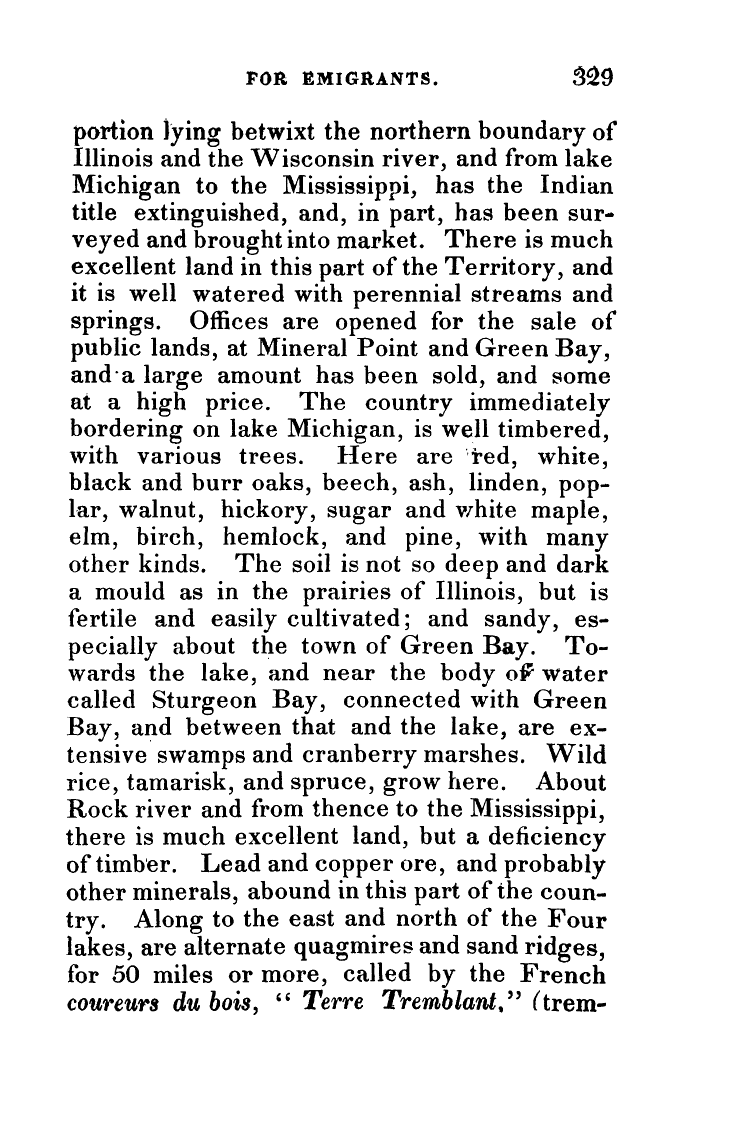 FOR EMIGRANTS. 329
portion lying betwixt the northern boundary of
Illinois and the Wisconsin river, and from lake
Michigan to the Mississippi, has the Indian
title extinguished, and, in part, has been sur-
veyed and brought into market. There is much
excellent land in this part of the Territory, and
it is well watered with perennial streams and
springs. Offices are opened for the sale of
public lands, at Mineral Point and Green Bay,
and a large amount has been sold, and some
at a high price. The country immediately
bordering on lake Michigan, is well timbered,
with various trees. Here are red, white,
black and burr oaks, beech, ash, linden, pop-
lar, walnut, hickory, sugar and white maple,
elm, birch, hemlock, and pine, with many
other kinds. The soil is not so deep and dark
a mould as in the prairies of Illinois, but is
fertile and easily cultivated; and sandy, es-
pecially about the town of Green Bay. To-
wards the lake, and near the body of water
called Sturgeon Bay, connected with Green
Bay, and between that and the lake, are ex-
tensive swamps and cranberry marshes. Wild
rice, tamarisk, and spruce, grow here. About
Rock river and from thence to the Mississippi,
there is much excellent land, but a deficiency
of timber. Lead and copper ore, and probably
other minerals, abound in this part of the coun-
try. Along to the east and north of the Four
lakes, are alternate quagmires and sand ridges,
for 50 miles or more, called by the French
coureurs du bois, “ Terre Tremblant,” (trem-